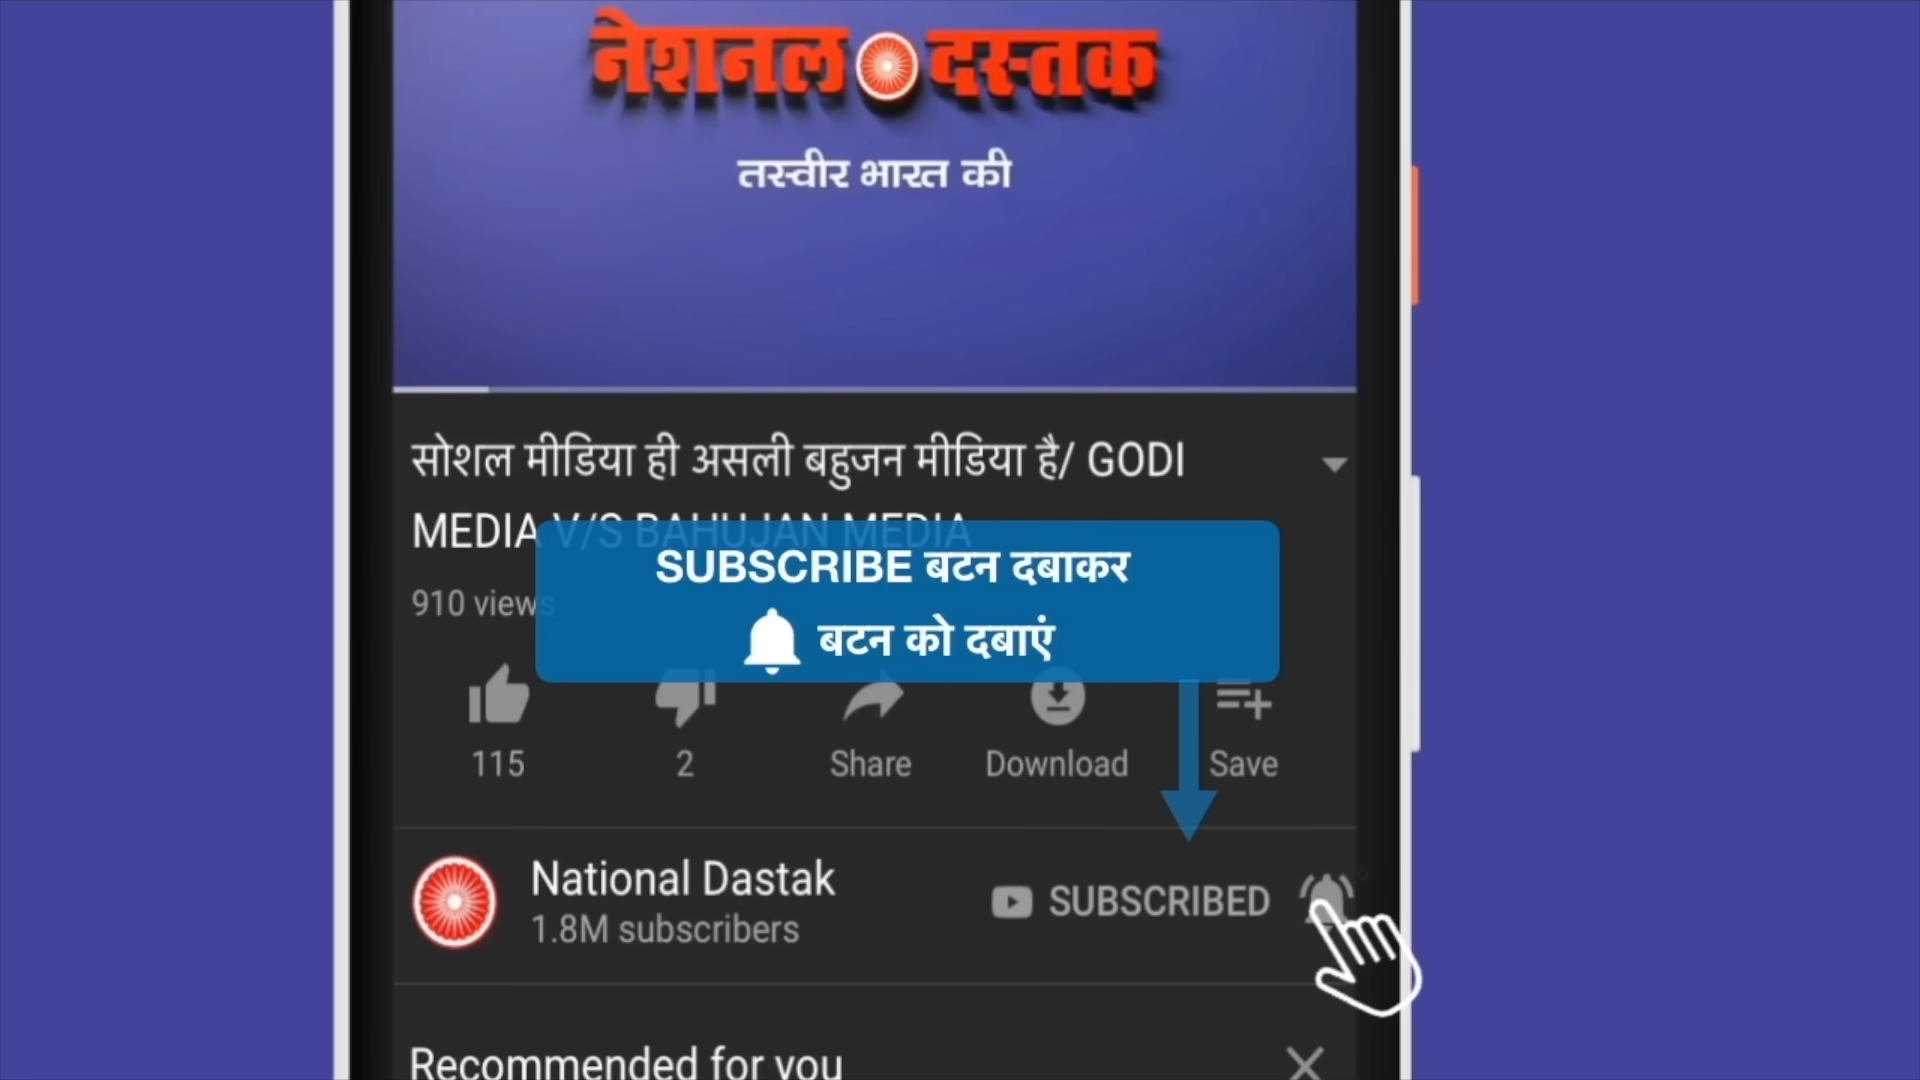 नेशनल दस्तक
तस्वीर भारत की
सोशल मीडिया ही असली बहुजन मीडिया है/ GODI
MEDIA V/S BAHUJAN MEDIA
SUBSCRIBE बटन दबाकर
बटन को दबाएं
910 views
115
2
Share
Download
Save
National Dastak
1.8M subscribers
SUBSCRIBED
Recommended for you